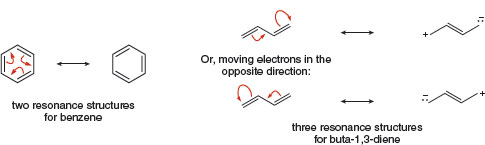 Or, moving electrons in the
opposite direction:
two resonance structures
for benzene
three resonance structures
for buta-1,3-diene
+
–
–
+